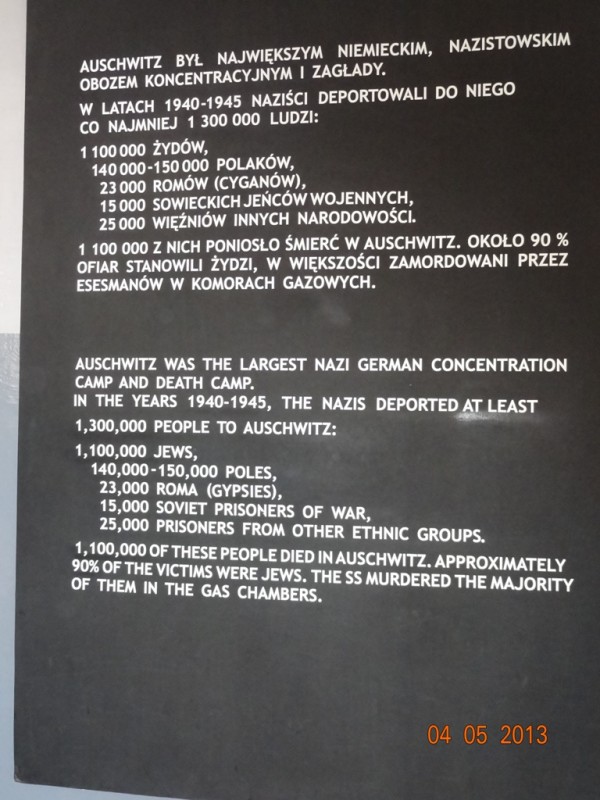 AUSCHWITZ BYŁ NAJWIĘKSZYM NIEMIECKIM, NAZISTOWSKIM
OBOZEM KONCENTRACYJNYM I ZAGŁADY.
W LATACH 1940-1945 NAZIŚCI DEPORTOWALI DO NIEGO
CO NAJMNIEJ 1 300 000 LUDZI:
1 100 000 ŻYDÓW,
140 000-150 000 POLAKÓW,
23 000 ROMÓW (CYGANÓW),
15 000 SOWIECKICH JEŃCÓW WOJENNYCH,
25 000 WIĘŹNIÓW INNYCH NARODOWOŚCI.
1 100 000 Z NICH PONIOSŁO ŚMIERĆ W AUSCHWITZ. OKOŁO 90 %
OFIAR STANOWILI ŻYDZI, W WIĘKSZOŚCI ZAMORDOWANI PRZEZ
ESESMANÓW W KOMORACH GAZOWYCH.
AUSCHWITZ WAS THE LARGEST NAZI GERMAN CONCENTRATION
CAMP AND DEATH CAMP.
IN THE YEARS 1940-1945, THE NAZIS DEPORTED AT LEAST
1,300,000 PEOPLE TO AUSCHWITZ:
1,100,000 JEWS,
140,000-150,000 POLES,
23,000 ROMA (GYPSIES),
15,000 SOVIET PRISONERS OF WAR,
25,000 PRISONERS FROM OTHER ETHNIC GROUPS.
1,100,000 OF THESE PEOPLE DIED IN AUSCHWITZ. APPROXIMATELY
90% OF THE VICTIMS WERE JEWS. THE SS MURDERED THE MAJORITY
OF THEM IN THE GAS CHAMBERS.
04 05 2013